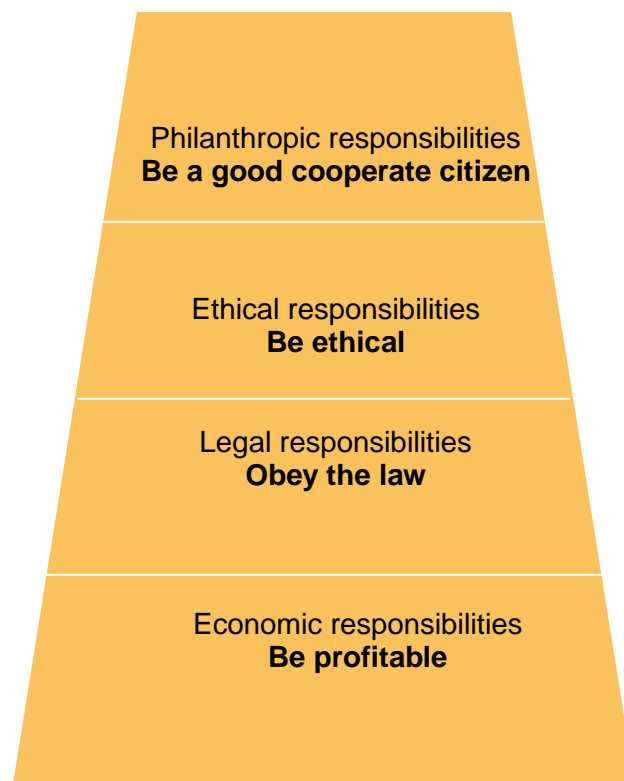 Philanthropic responsibilities
Be a good cooperate citizen
Ethical responsibilities
Be ethical
Legal responsibilities
Obey the law
Economic responsibilities
Be profitable